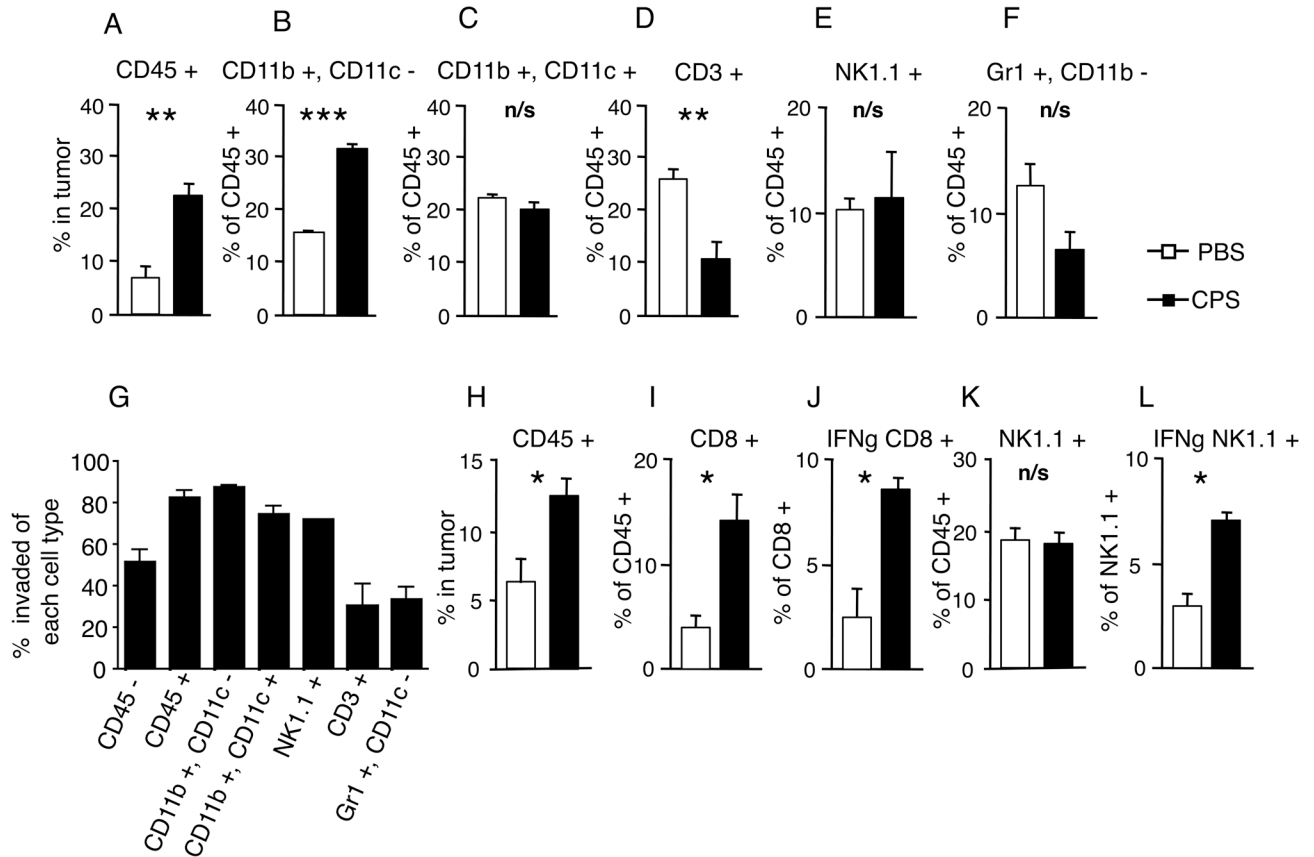 A B C D E F
CD45 + CD11b +, CD11c - CD11b +, CD11c + CD3 + NK1.1 + Gr1 +, CD11b -
% in tumor
40
30
20
10
0
**
% of CD45 +
40
30
20
10
0
***
% of CD45 +
40
30
20
10
0
n/s
% of CD45 +
40
30
20
10
0
**
% of CD45 +
20
10
0
n/s
% of CD45 +
20
10
0
n/s
PBS
CPS
G H I J K L
% invaded of
each cell type
100
80
60
40
20
0
CD45 -
CD45 +
CD11b +, CD11c -
CD11b +, CD11c +
NK1.1 +
CD3 +
Gr1 +, CD11c -
CD45 + CD8 + IFNg CD8 + NK1.1 + IFNg NK1.1 +
% in tumor
15
10
5
0
*
% of CD45 +
20
10
0
*
% of CD8 +
10
5
0
*
% of CD45 +
30
20
10
0
n/s
% of NK1.1 +
10
5
0
*